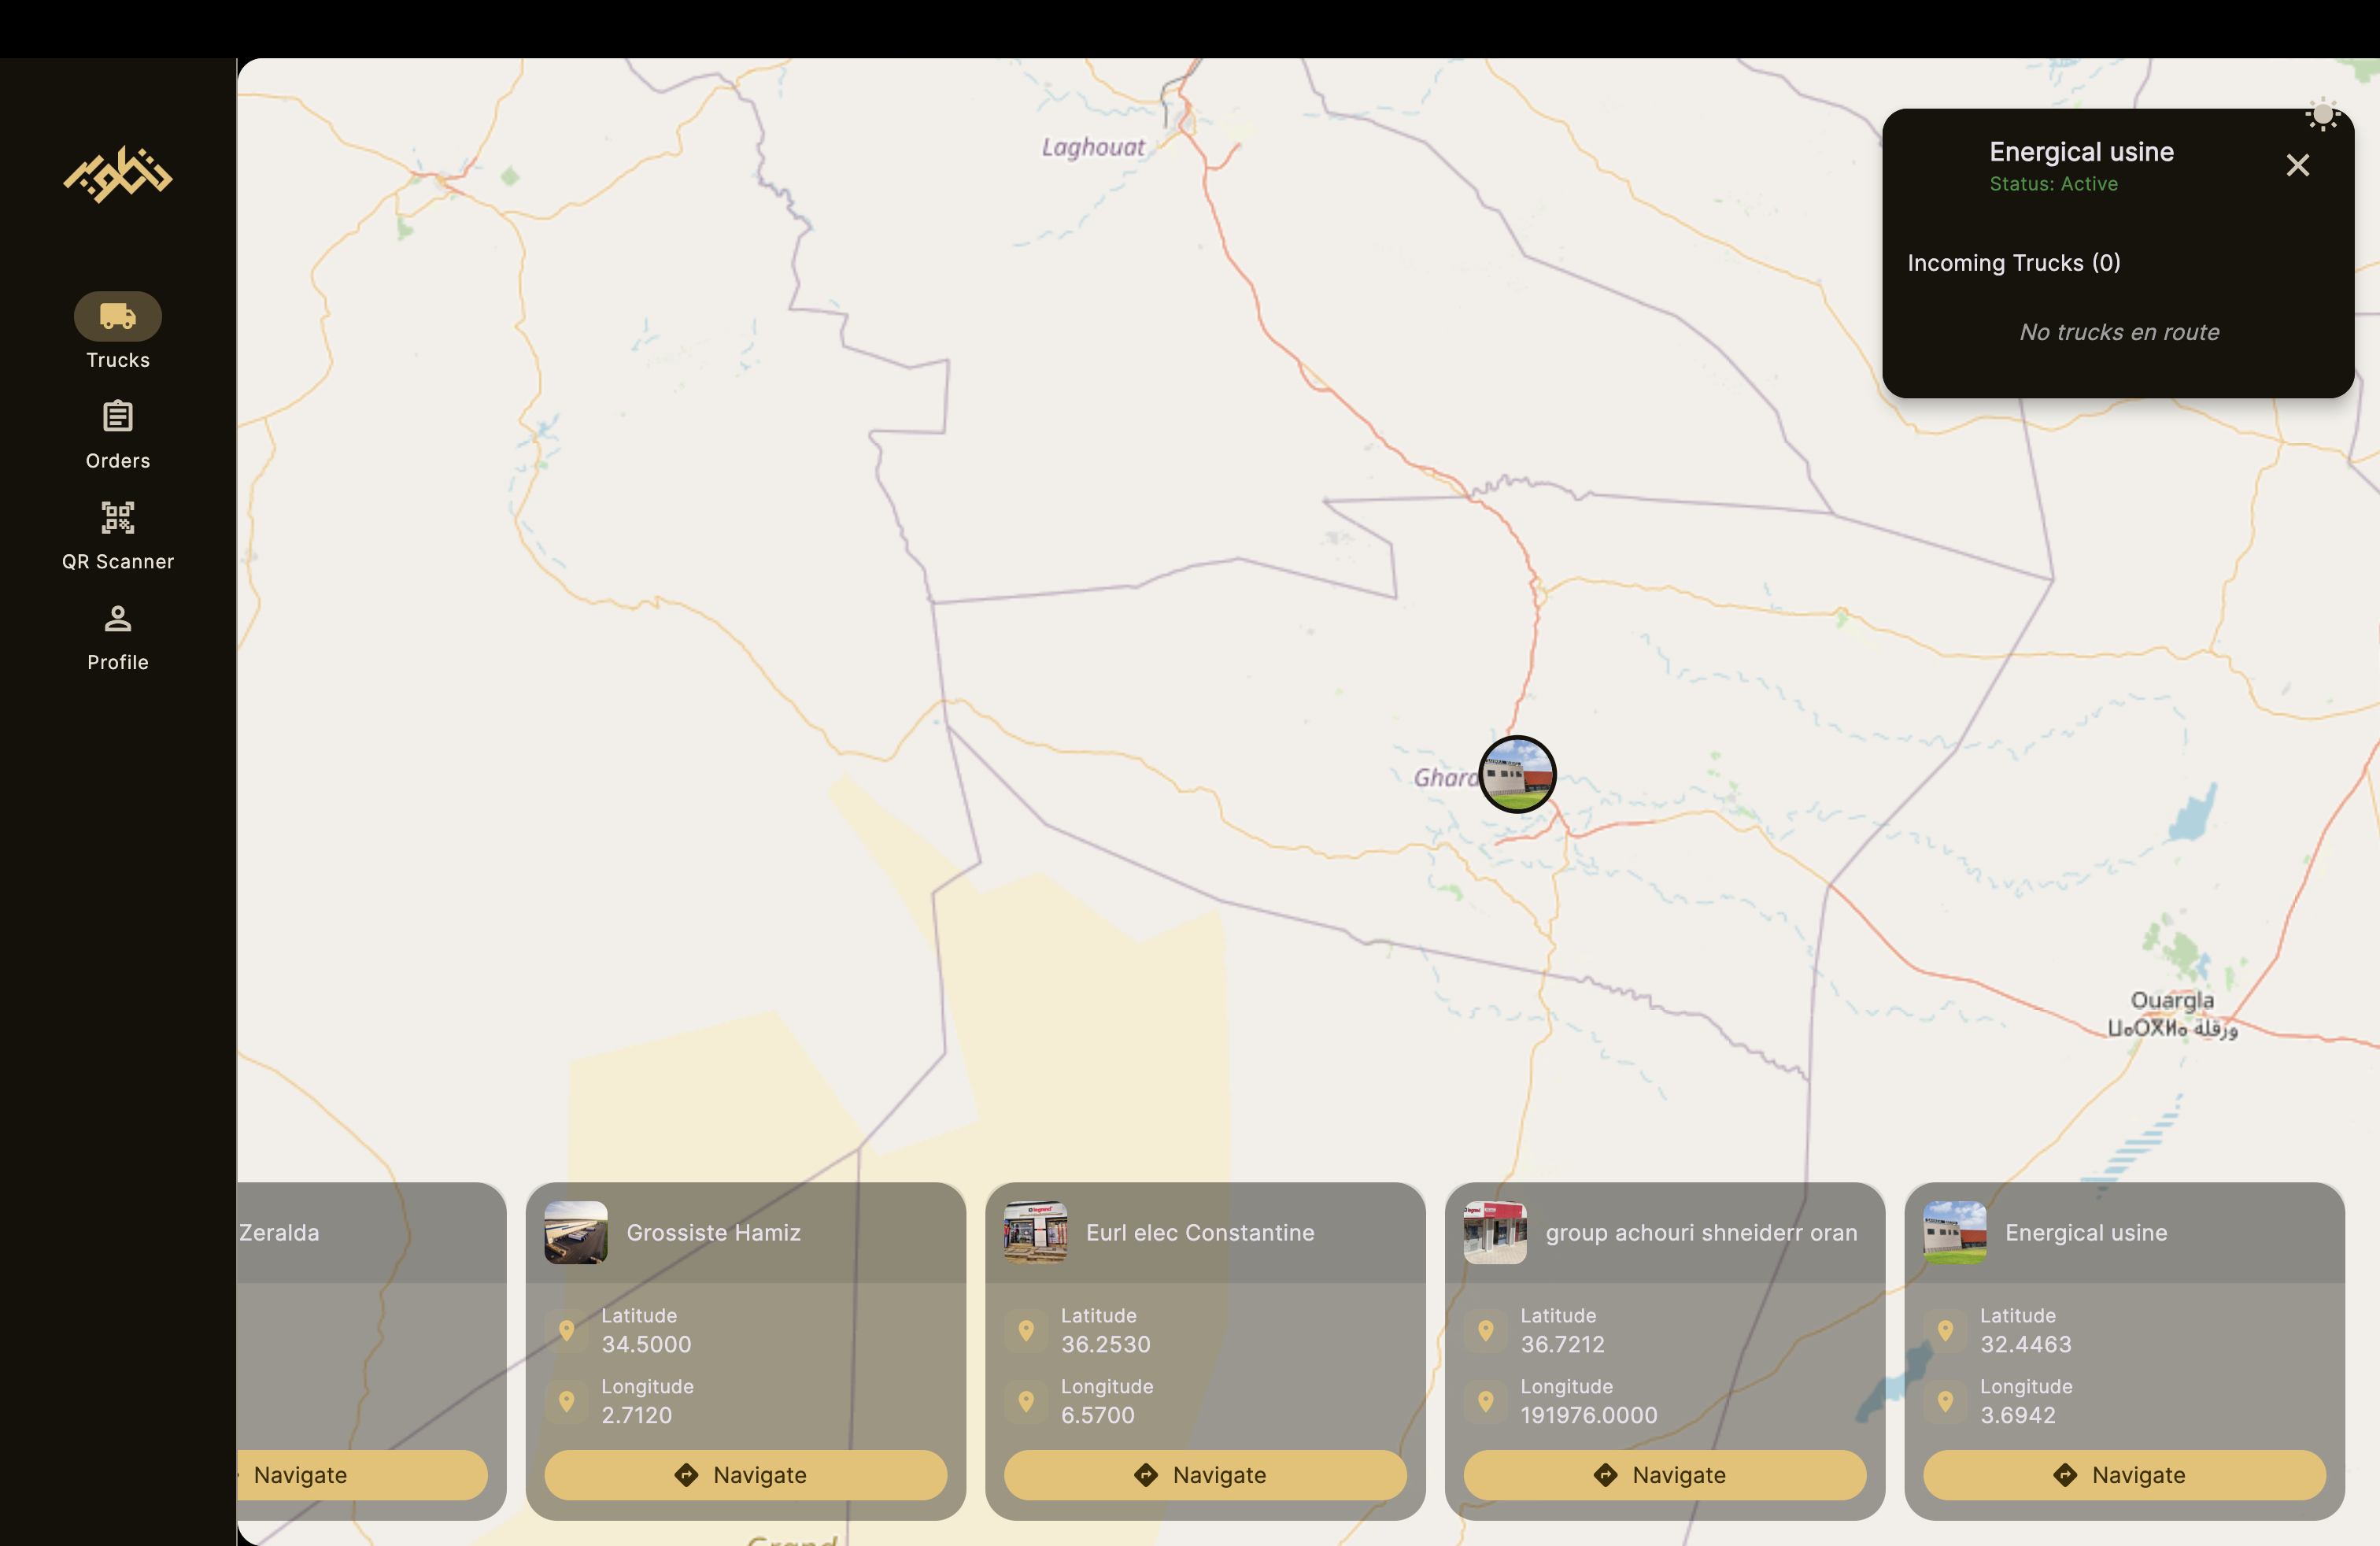 Trucks
Orders
QR Scanner
Profile
Laghouat
Energical usine
Status: Active
Incoming Trucks (0)
No trucks en route
Ghard
Ouargla
ⵡⴰⵔⴳⵍⴰ ورقلة
Zeralda
Navigate
Grossiste Hamiz
Latitude
34.5000
Longitude
2.7120
Navigate
Eurl elec Constantine
Latitude
36.2530
Longitude
6.5700
Navigate
group achouri shneiderr oran
Latitude
36.7212
Longitude
191976.0000
Navigate
Energical usine
Latitude
32.4463
Longitude
3.6942
Navigate
Grand